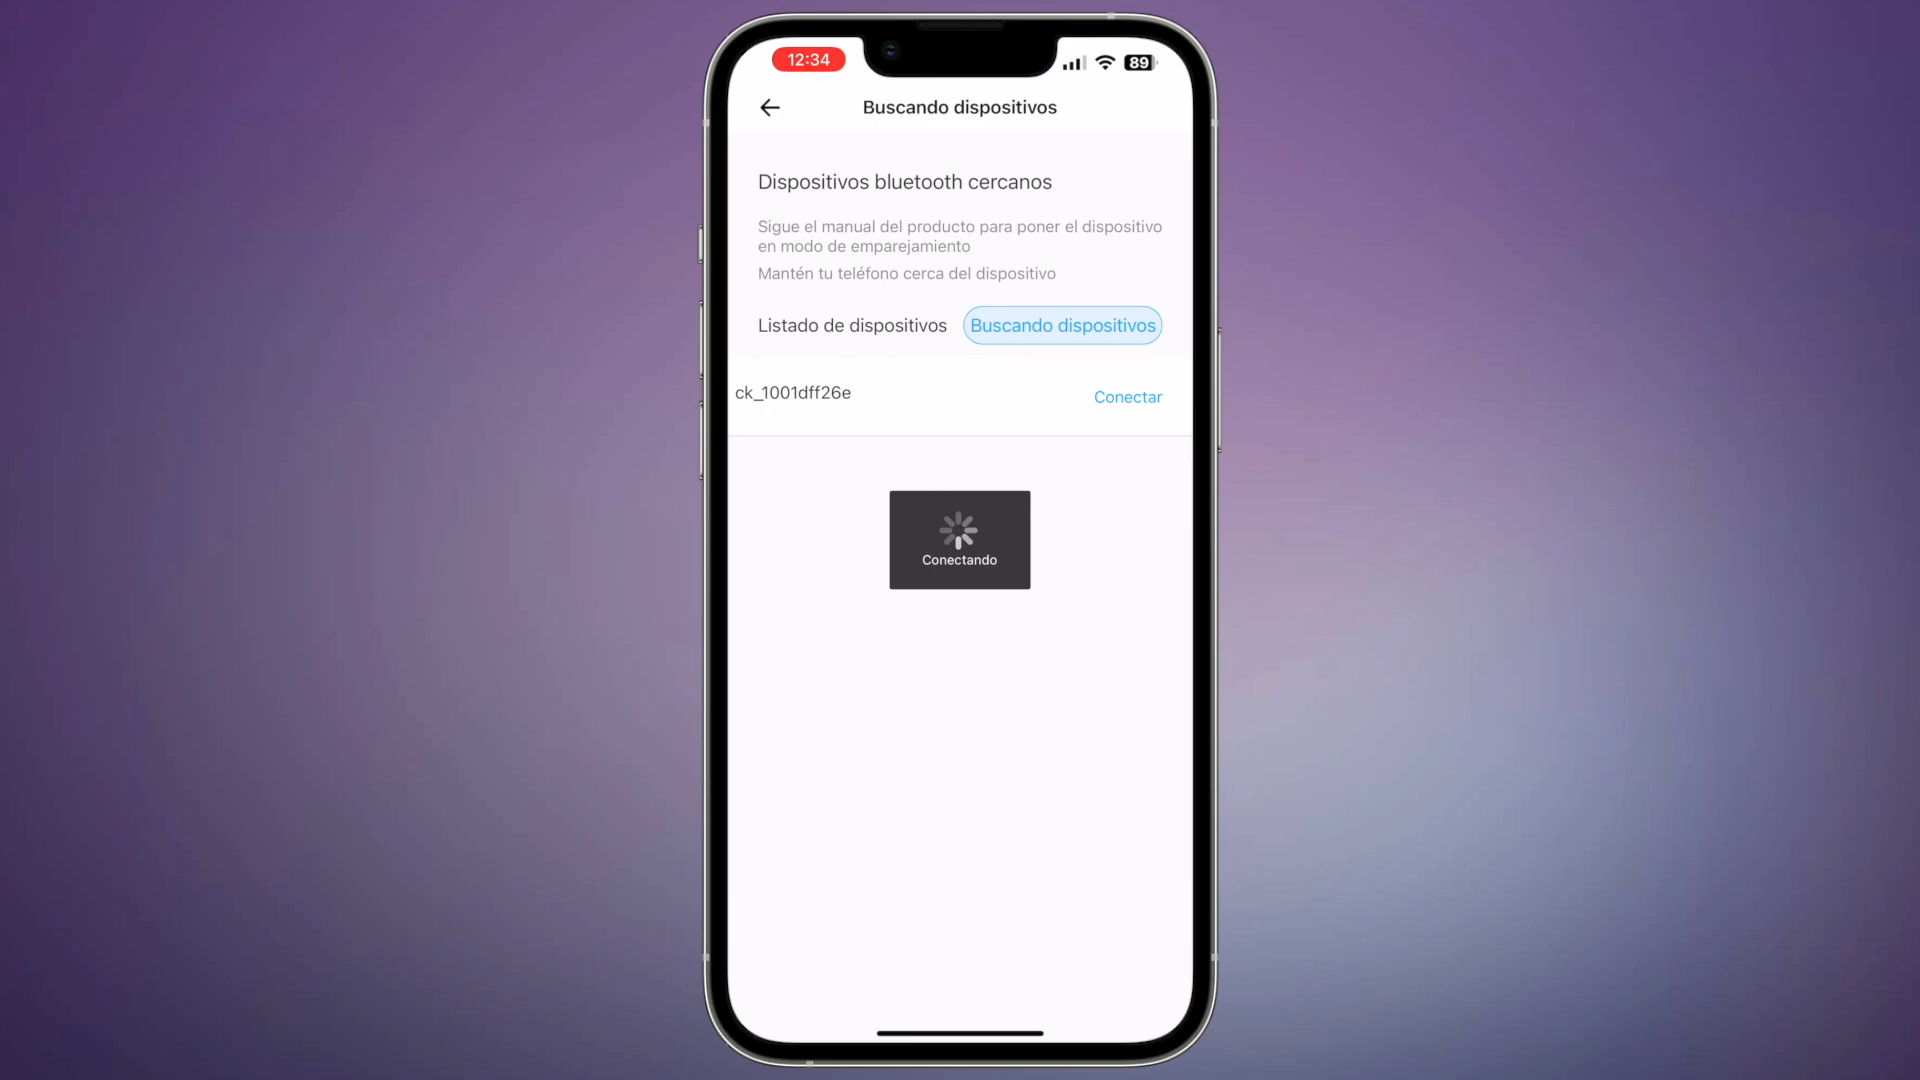 12:34
89
Buscando dispositivos
Dispositivos bluetooth cercanos
Sigue el manual del producto para poner el dispositivo
en modo de emparejamiento
Mantén tu teléfono cerca del dispositivo
Listado de dispositivos Buscando dispositivos
ck_1001dff26e Conectar
Conectando